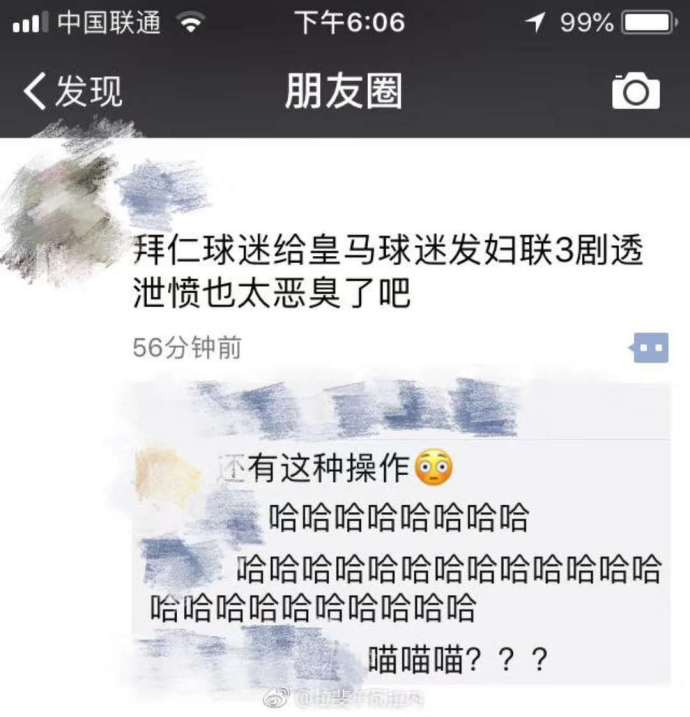 中国联通
下午6:06
99%
发现
朋友圈
拜仁球迷给皇马球迷发妇联3剧透
泄愤也太恶臭了吧
56分钟前
还有这种操作😳
哈哈哈哈哈哈哈哈
哈哈哈哈哈哈哈哈哈哈哈哈哈
哈哈哈哈哈哈哈哈哈哈
喵喵喵？？？